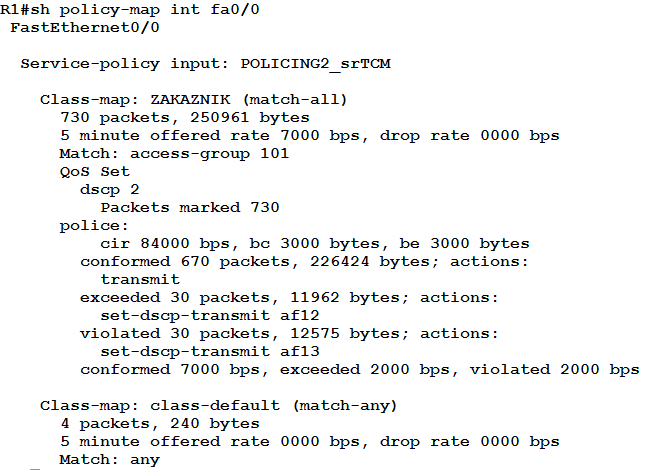 R1#sh policy-map int fa0/0
FastEthernet0/0
Service-policy input: POLICING2_srTCM
Class-map: ZAKAZNIK (match-all)
730 packets, 250961 bytes
5 minute offered rate 7000 bps, drop rate 0000 bps
Match: access-group 101
QoS Set
dscp 2
Packets marked 730
police:
cir 84000 bps, bc 3000 bytes, be 3000 bytes
conformed 670 packets, 226424 bytes; actions:
transmit
exceeded 30 packets, 11962 bytes; actions:
set-dscp-transmit af12
violated 30 packets, 12575 bytes; actions:
set-dscp-transmit af13
conformed 7000 bps, exceeded 2000 bps, violated 2000 bps
Class-map: class-default (match-any)
4 packets, 240 bytes
5 minute offered rate 0000 bps, drop rate 0000 bps
Match: any